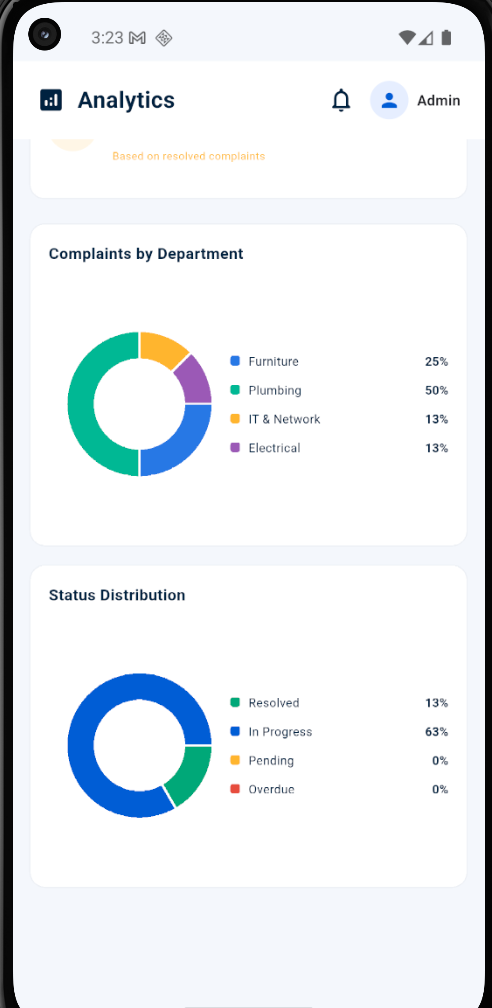 3:23
Analytics
Admin
Based on resolved complaints
Complaints by Department
Furniture 25%
Plumbing 50%
IT & Network 13%
Electrical 13%
Status Distribution
Resolved 13%
In Progress 63%
Pending 0%
Overdue 0%